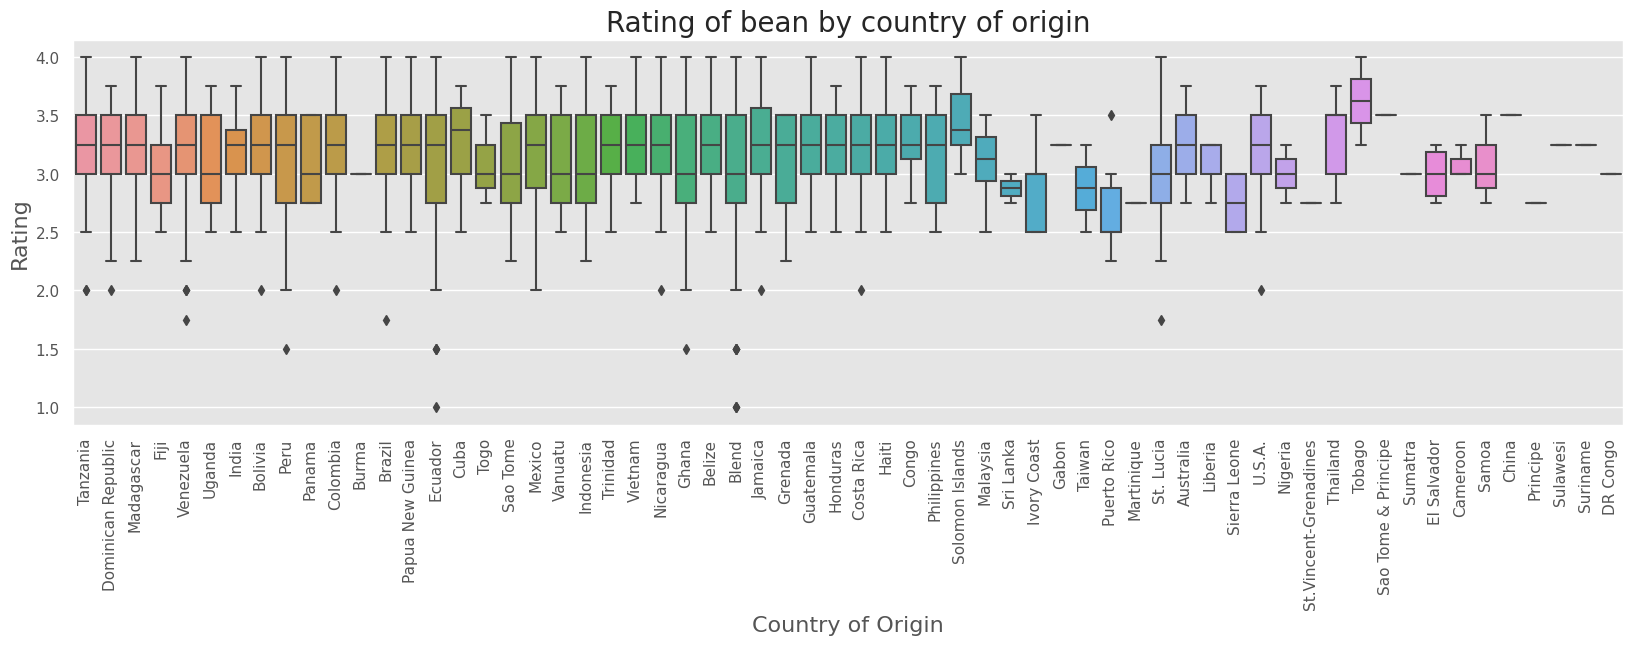 Rating of bean by country of origin
4.0
3.5
3.0
2.5
2.0
1.5
1.0
Rating
Tanzania
Dominican Republic
Madagascar
Fiji
Venezuela
Uganda
India
Bolivia
Peru
Panama
Colombia
Burma
Brazil
Papua New Guinea
Ecuador
Cuba
Togo
Sao Tome
Mexico
Vanuatu
Indonesia
Trinidad
Vietnam
Nicaragua
Ghana
Belize
Blend
Jamaica
Grenada
Guatemala
Honduras
Costa Rica
Haiti
Congo
Philippines
Solomon Islands
Malaysia
Sri Lanka
Ivory Coast
Gabon
Taiwan
Puerto Rico
Martinique
St. Lucia
Australia
Liberia
Sierra Leone
U.S.A.
Nigeria
St.Vincent-Grenadines
Thailand
Tobago
Sao Tome & Principe
Sumatra
El Salvador
Cameroon
Samoa
China
Principe
Sulawesi
Suriname
DR Congo
Country of Origin